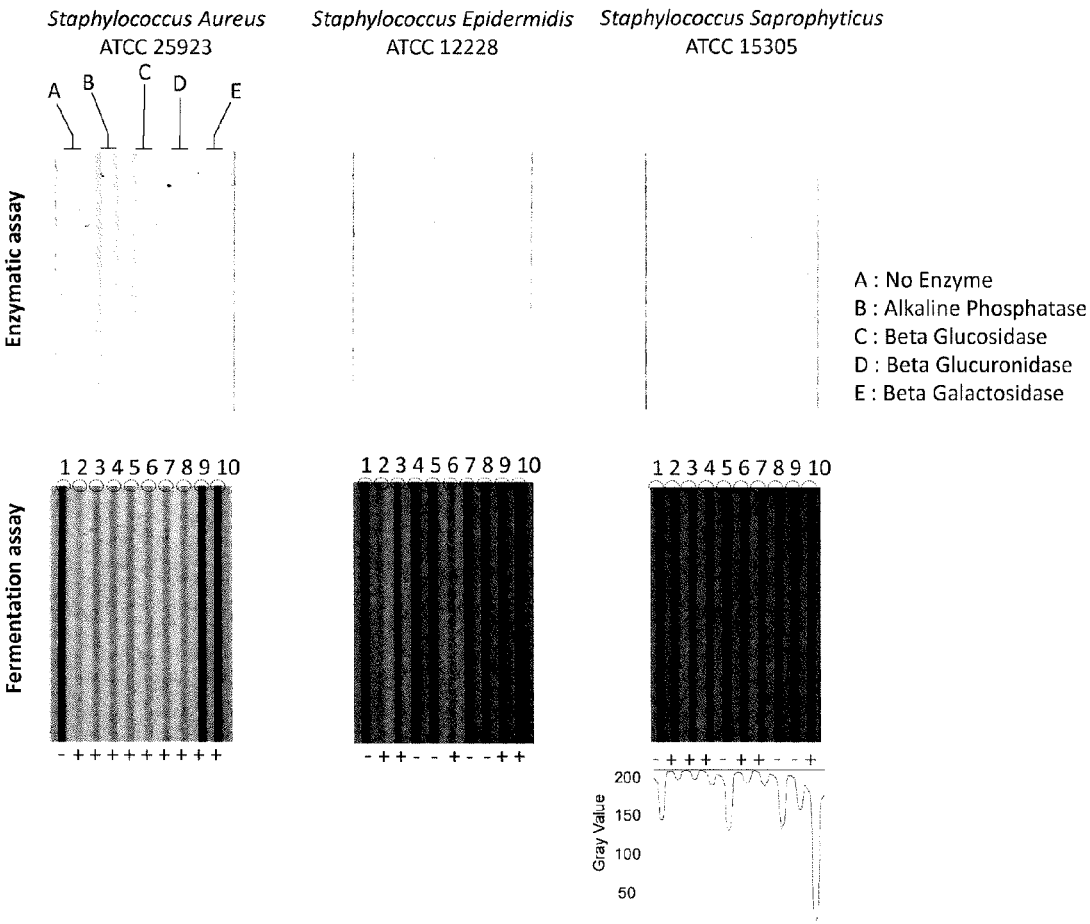 Staphylococcus Aureus
ATCC 25923
Staphylococcus Epidermidis
ATCC 12228
Staphylococcus Saprophyticus
ATCC 15305
A
B
C
D
E
Enzymatic assay
A : No Enzyme
B : Alkaline Phosphatase
C : Beta Glucosidase
D : Beta Glucuronidase
E : Beta Galactosidase
Fermentation assay
1 2 3 4 5 6 7 8 9 10
- + + + + + + + + +
1 2 3 4 5 6 7 8 9 10
- + + - - + - - + +
1 2 3 4 5 6 7 8 9 10
- + + + - + + - - +
Gray Value
200
150
100
50